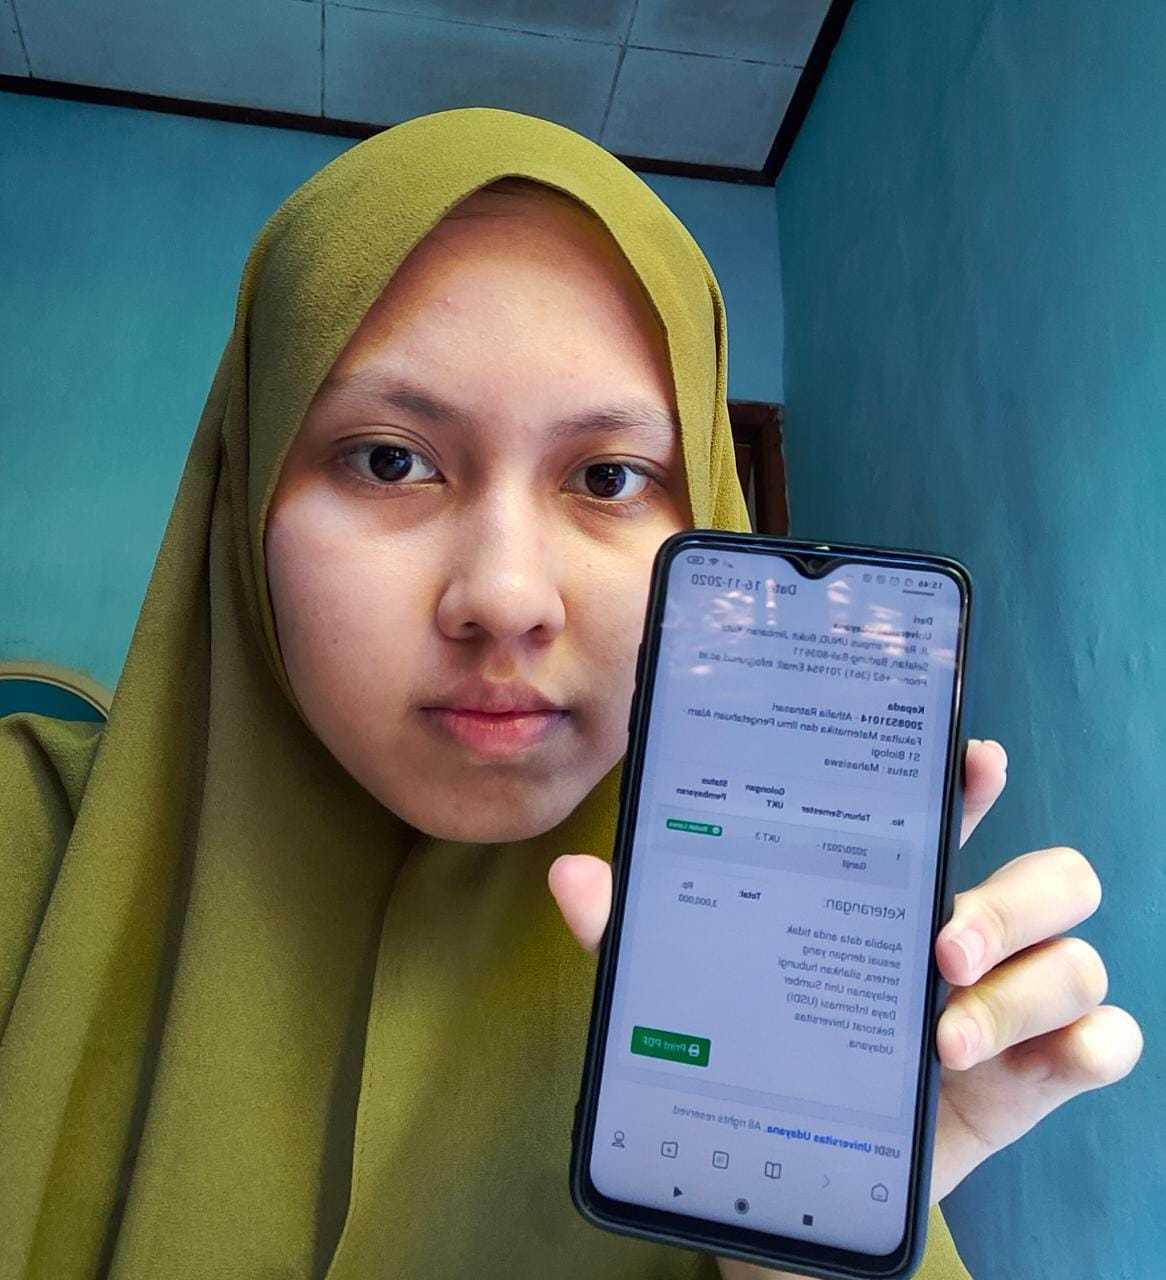 15:46
Date: 16-11-2020
Dari
Universitas Udayana
Jl. Raya Kampus UNUD, Bukit Jimbaran Kuta
Selatan, Badung-Bali-803611
Phone: +62 (361) 701954 Email: info@unud.ac.id
Kepada
2008531014 - Athalia Ratnasari
Fakultas Matematika dan Ilmu Pengetahuan Alam -
S1 Biologi
Status : Mahasiswa
No. Tahun/Semester Golongan UKT Status Pembayaran
1 2020/2021 - Ganjil UKT 3 Sudah Lunas
Keterangan: Total: Rp 3,000,000
Apabila data anda tidak
sesuai dengan yang
tertera, silahkan hubungi
pelayanan Unit Sumber
Daya Informasi (USDI)
Rektorat Universitas
Udayana.
Print PDF
USDI Universitas Udayana. All rights reserved